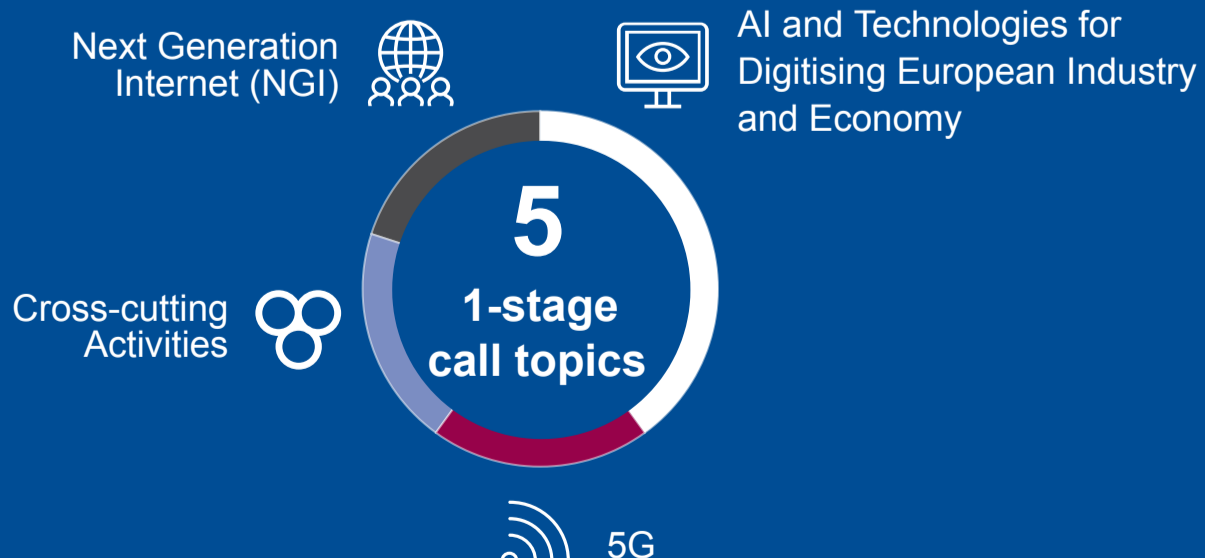 Next Generation
Internet (NGI)
AI and Technologies for
Digitising European Industry
and Economy
5
1-stage
call topics
Cross-cutting
Activities
5G